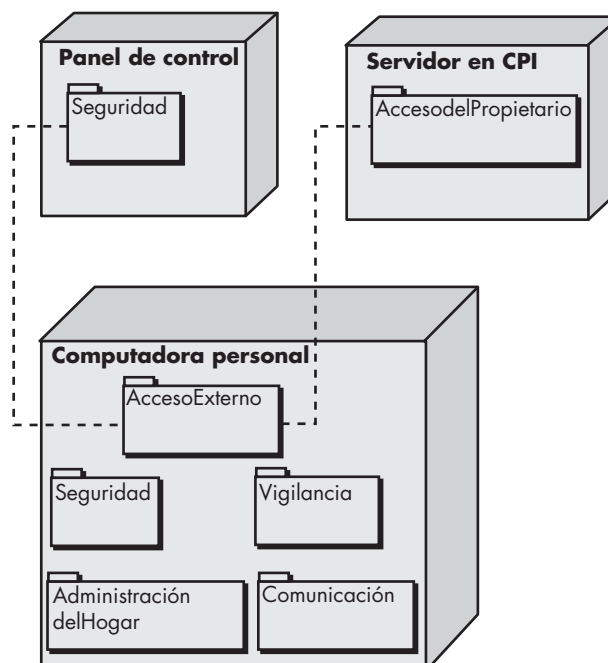 Panel de control
Seguridad
Servidor en CPI
AccesodelPropietario
Computadora personal
AccesoExterno
Seguridad
Vigilancia
Administración
delHogar
Comunicación